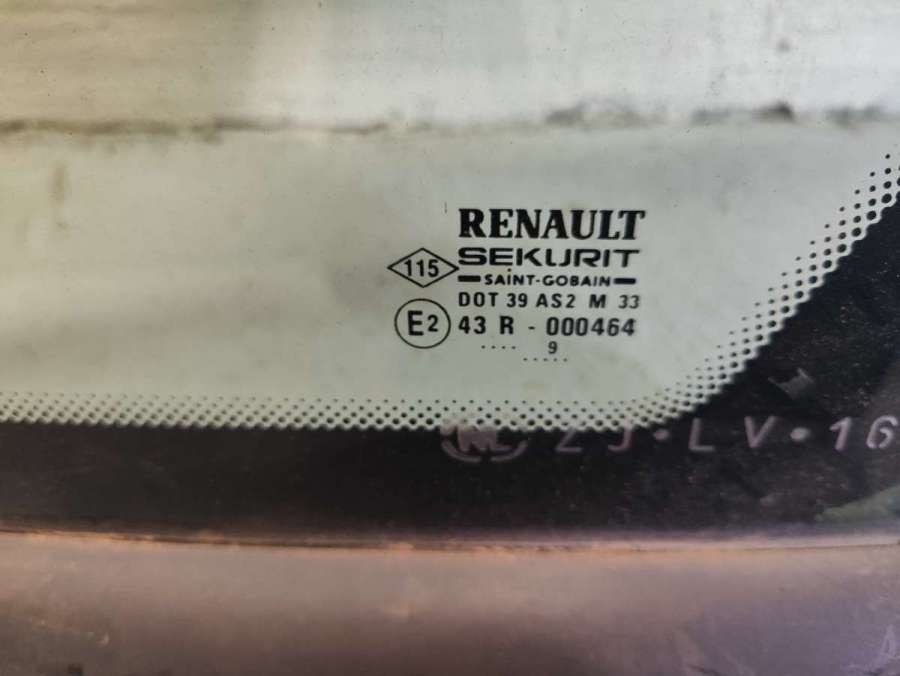 RENAULT
115
SEKURIT
SAINT-GOBAIN
DOT 39 AS2 M 33
E2 43 R - 000464
.... 9
.....
ZJ·LV·16